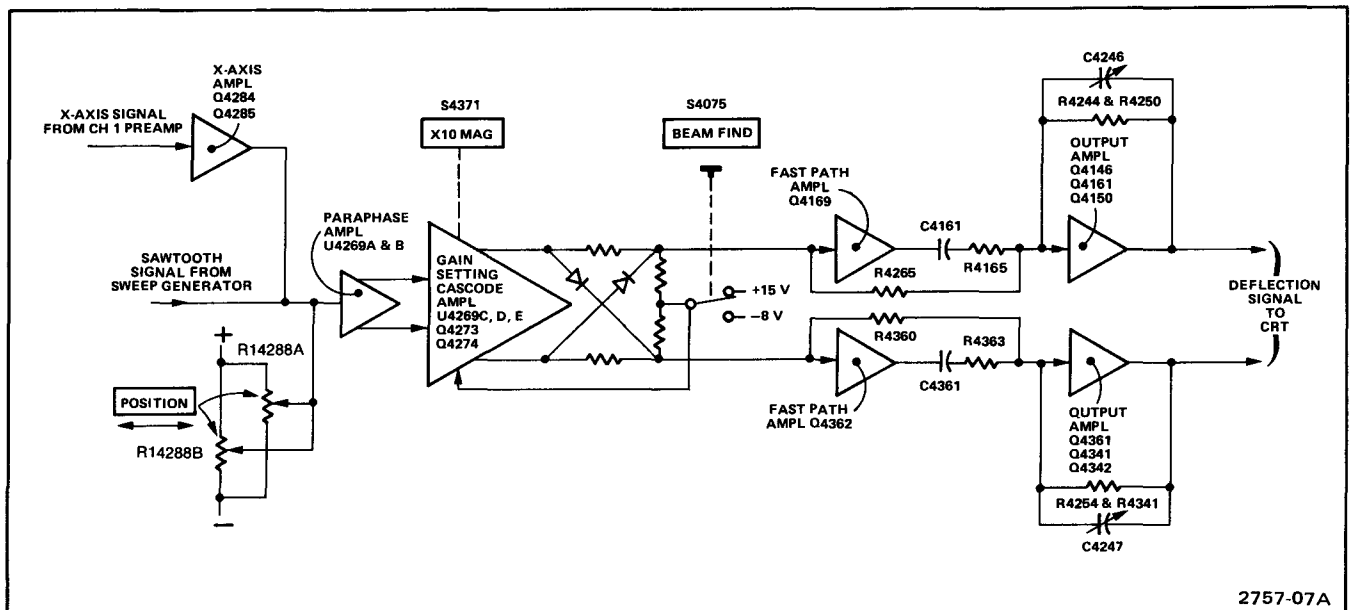 X-AXIS
AMPL
Q4284
Q4285
X-AXIS SIGNAL
FROM CH 1 PREAMP
SAWTOOTH
SIGNAL FROM
SWEEP GENERATOR
+
R14288A
POSITION
R14288B
—
PARAPHASE
AMPL
U4269A & B
S4371
X10 MAG
GAIN
SETTING
CASCODE
AMPL
U4269C, D, E
Q4273
Q4274
S4075
BEAM FIND
+15 V
-8 V
FAST PATH
AMPL
Q4169
C4161
R4165
R4265
R4360
R4363
C4361
FAST PATH
AMPL Q4362
C4246
R4244 & R4250
OUTPUT
AMPL
Q4146
Q4161
Q4150
DEFLECTION
SIGNAL
TO
CRT
QUTPUT
AMPL
Q4361
Q4341
Q4342
R4254 & R4341
C4247
2757-07A